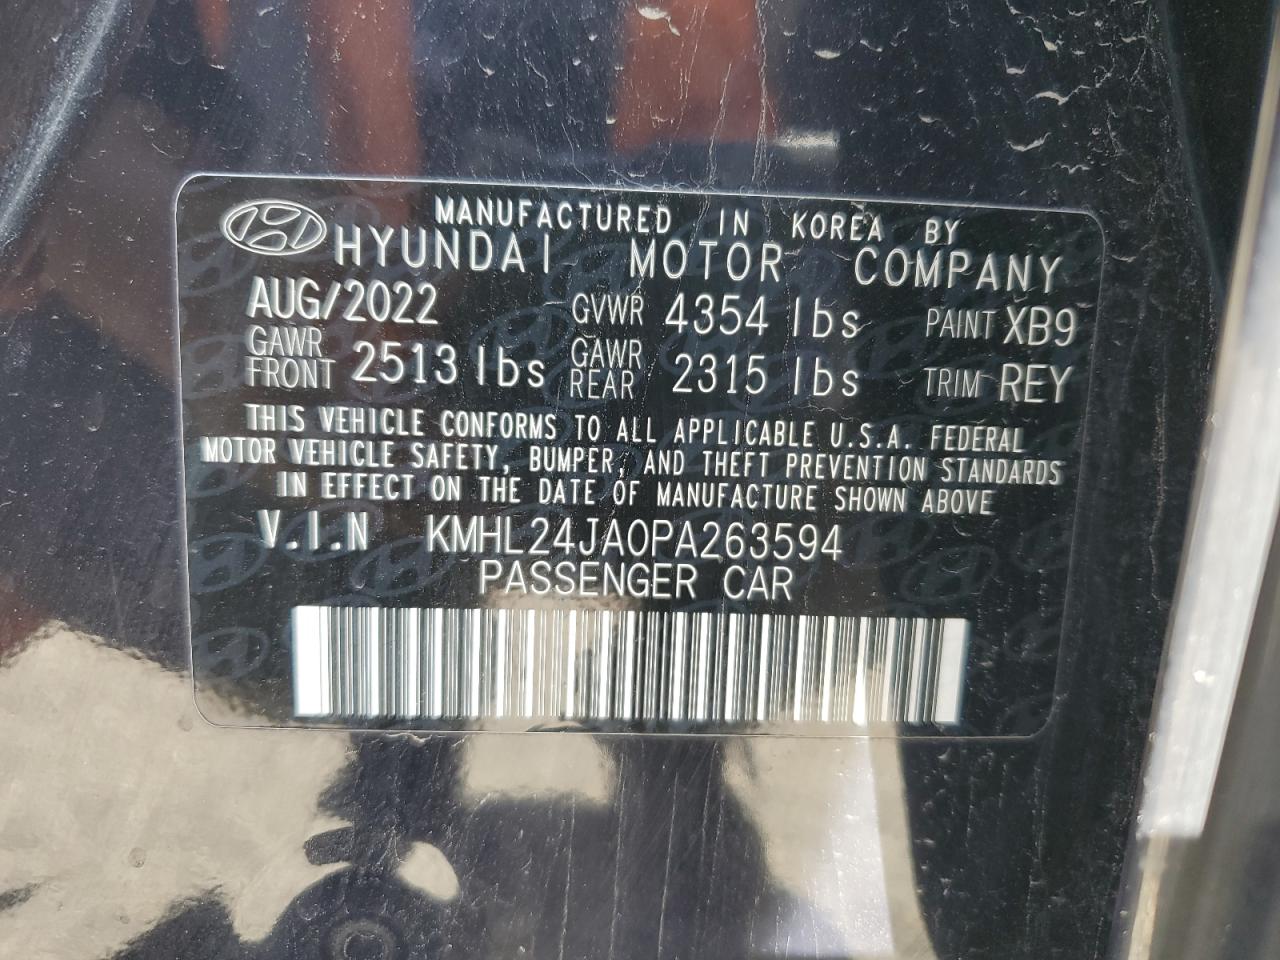 MANUFACTURED IN KOREA BY
HYUNDAI MOTOR COMPANY
AUG/2022 GVWR 4354 lbs PAINT XB9
GAWR FRONT 2513 lbs GAWR REAR 2315 lbs TRIM REY
THIS VEHICLE CONFORMS TO ALL APPLICABLE U.S.A. FEDERAL
MOTOR VEHICLE SAFETY, BUMPER, AND THEFT PREVENTION STANDARDS
IN EFFECT ON THE DATE OF MANUFACTURE SHOWN ABOVE
V.I.N KMHL24JA0PA263594
PASSENGER CAR